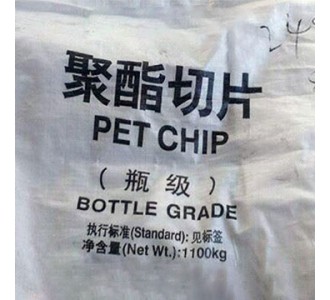 聚酯切片
PET CHIP
(瓶级)
BOTTLE GRADE
执行标准(Standard):见标签
净含量(Net Wt.):1100kg